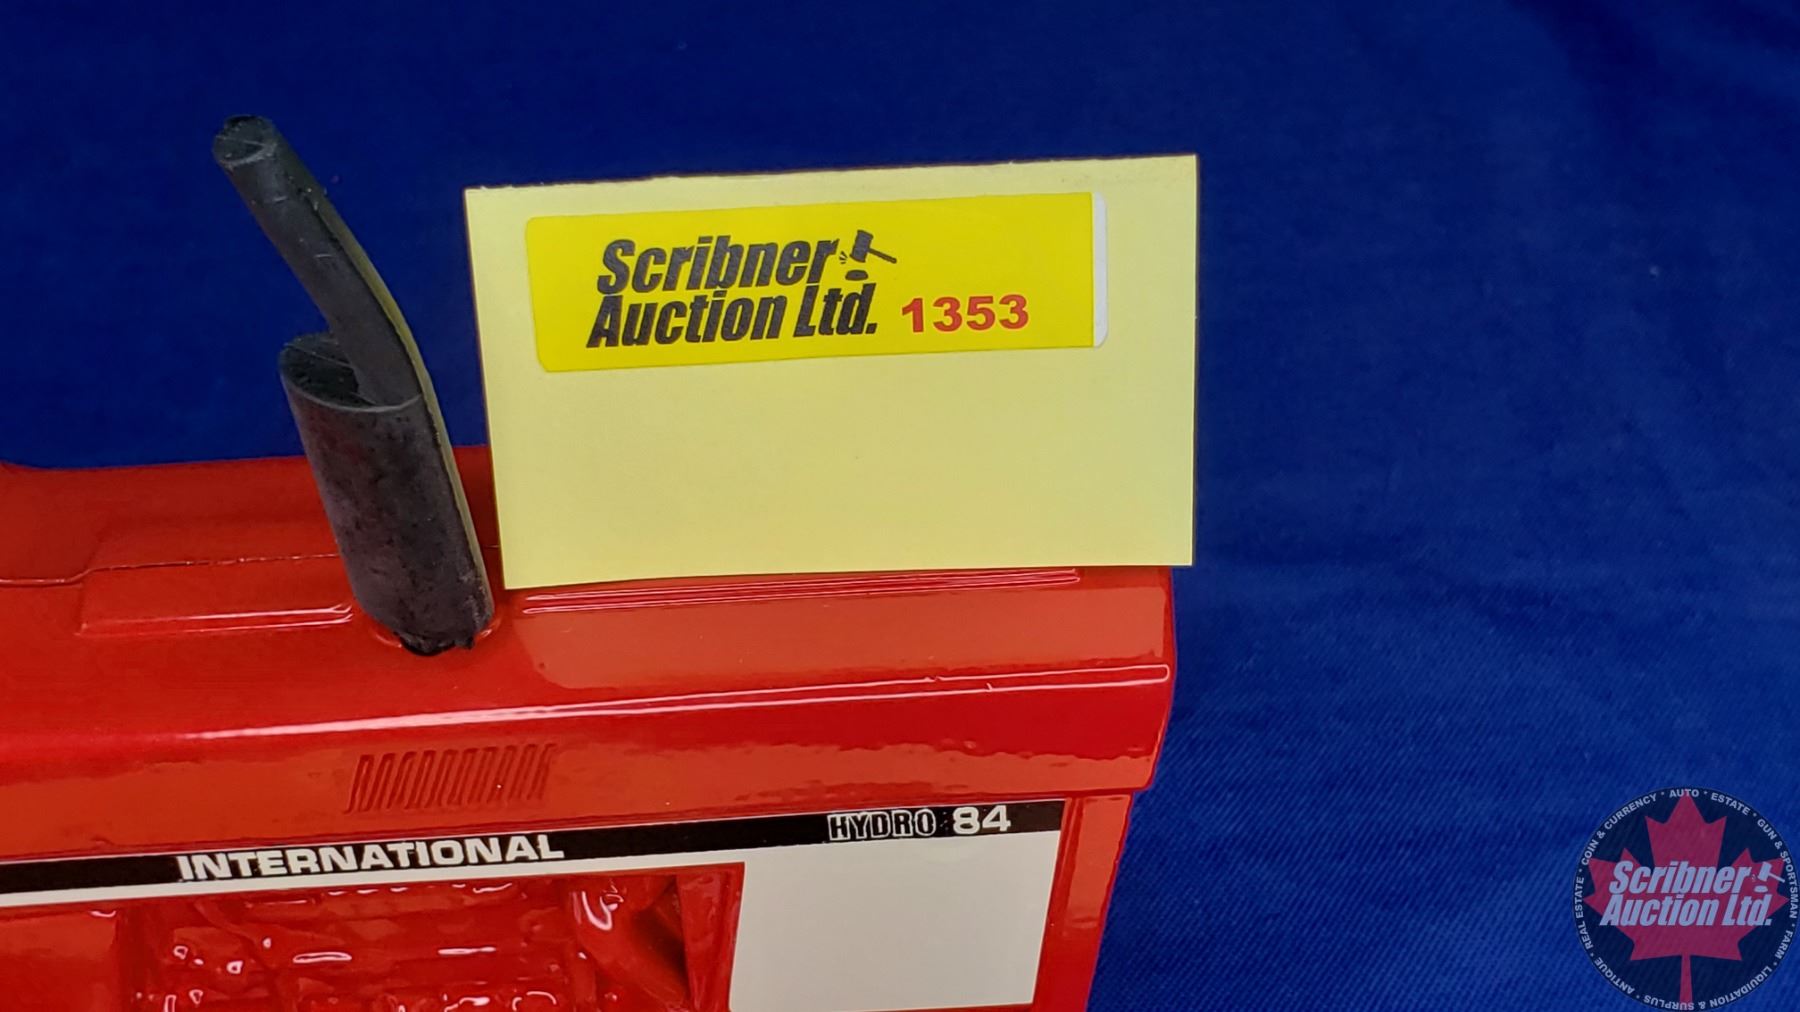 Scribner
Auction Ltd. 1353
INTERNATIONAL HYDRO 84
COIN & CURRENCY * AUTO * ESTATE * GUN & SPORTSMAN * FARM * LIQUIDATION & SURPLUS * ANTIQUE * REAL ESTATE *
Scribner
Auction Ltd.